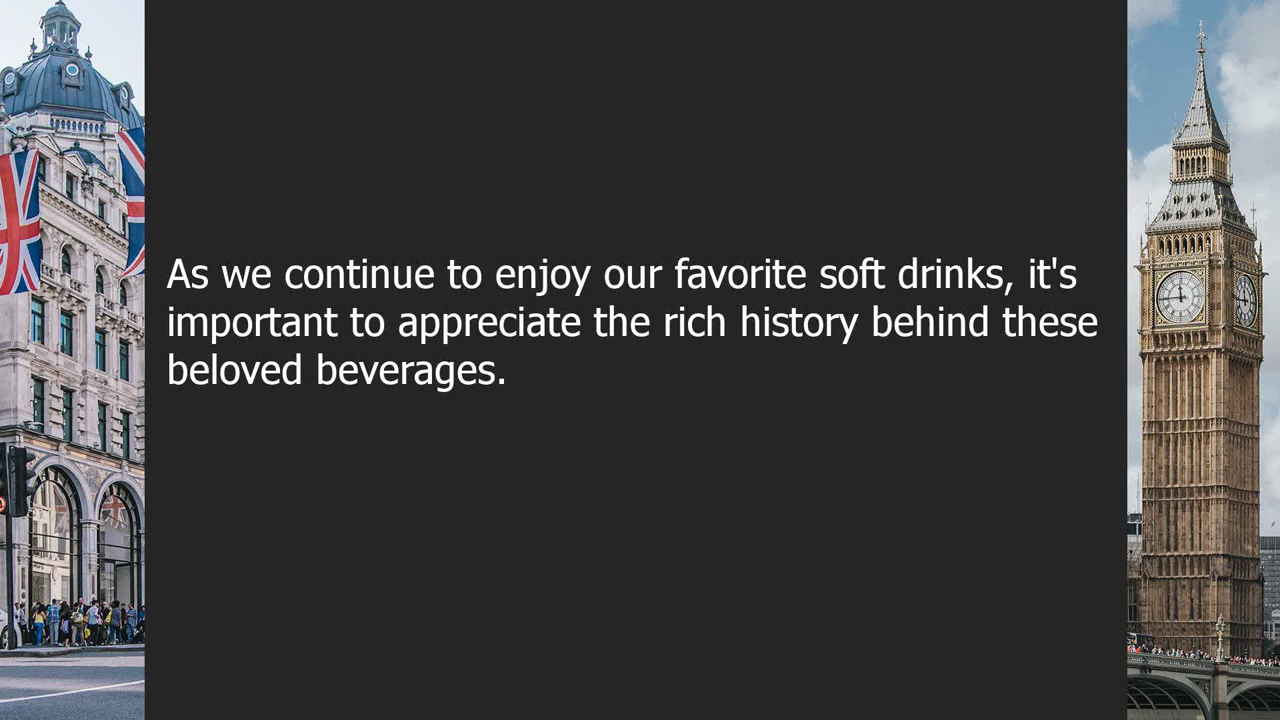 As we continue to enjoy our favorite soft drinks, it's
important to appreciate the rich history behind these
beloved beverages.